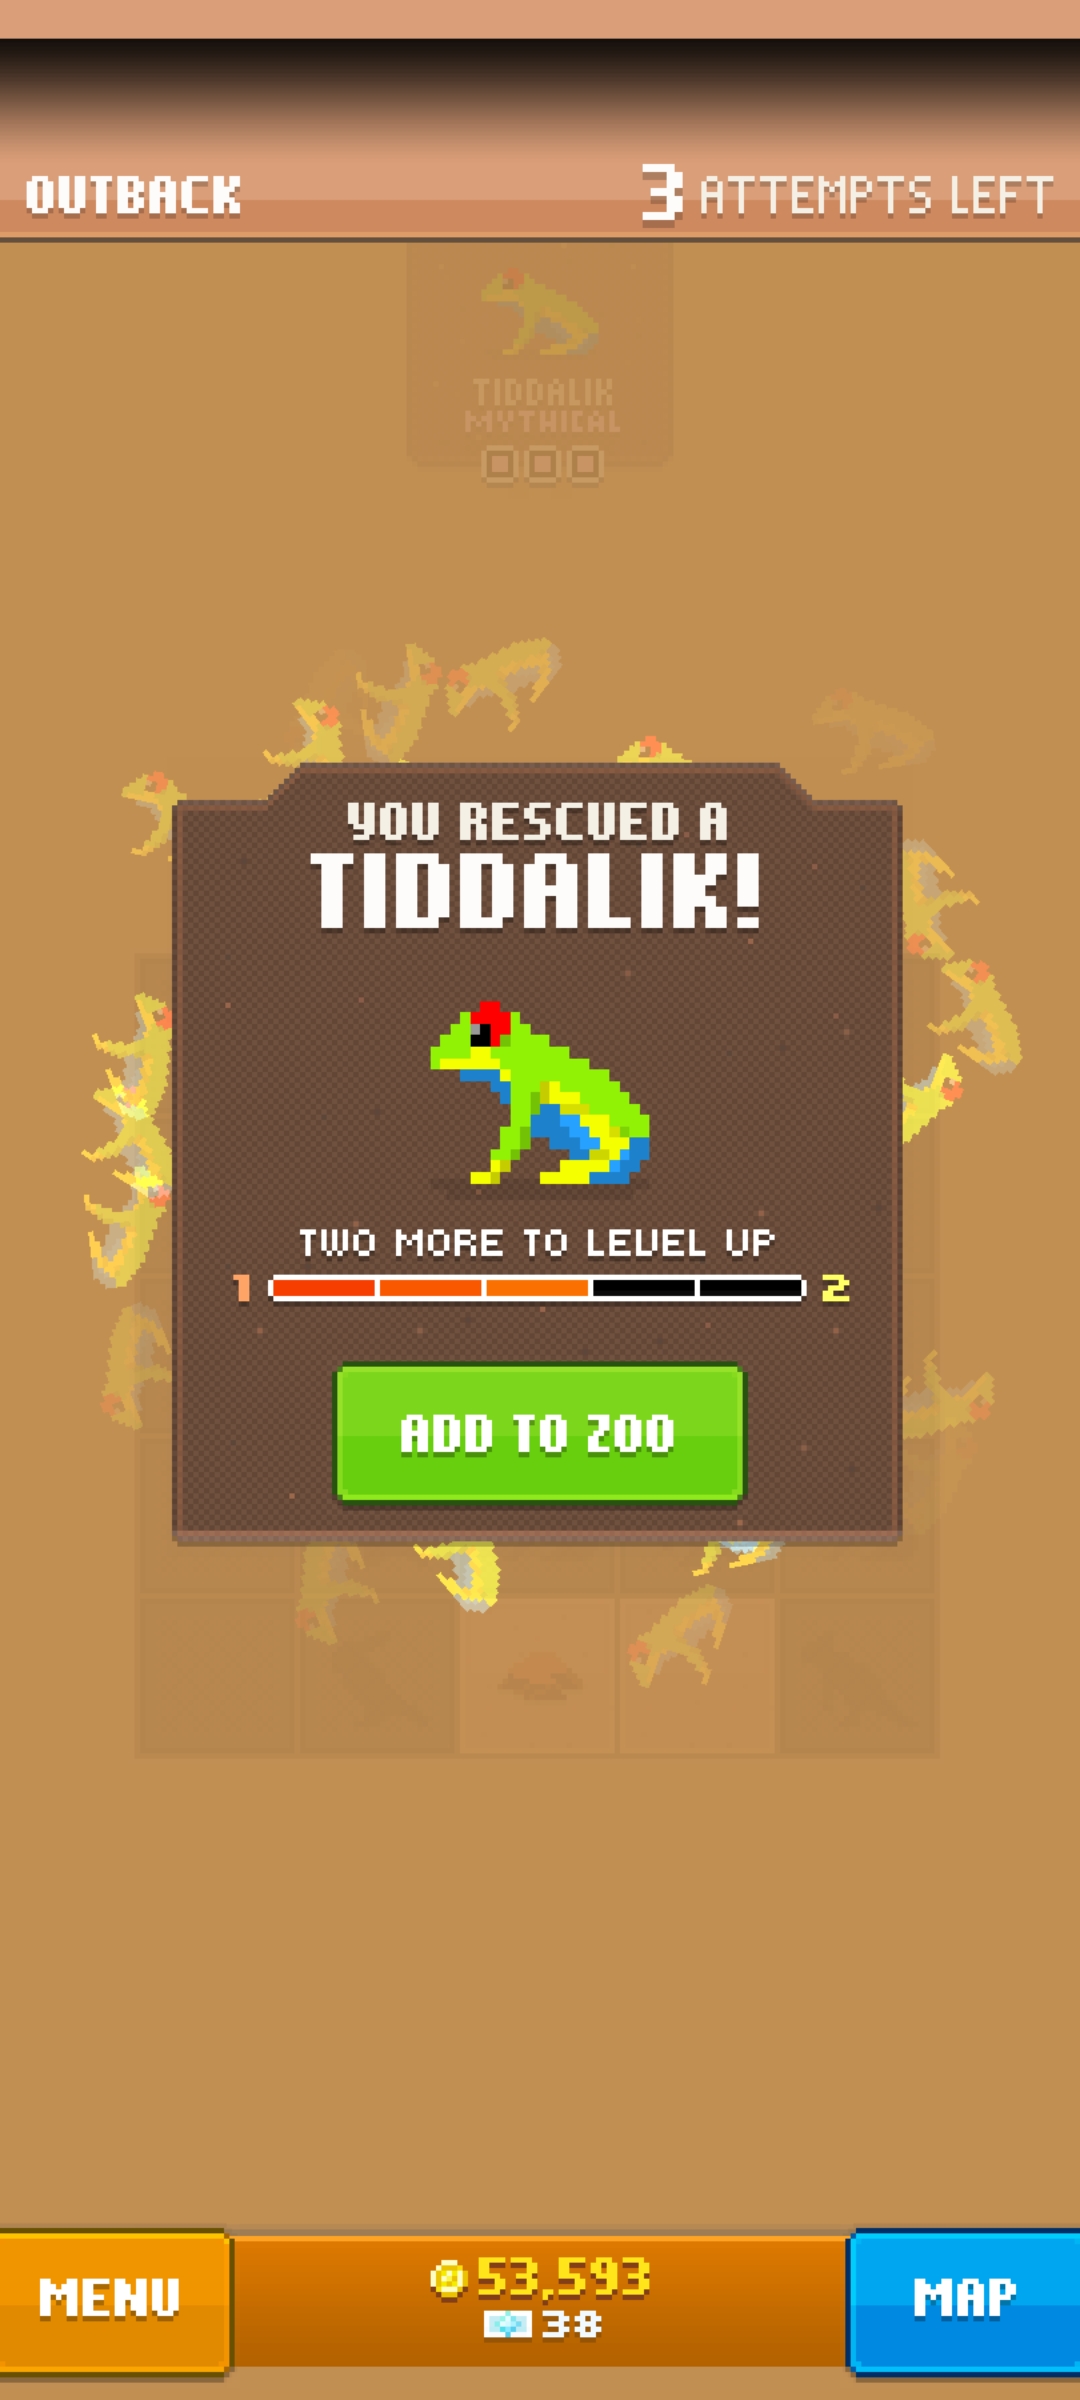 OUTBACK
3 ATTEMPTS LEFT
TIDDALIK
MYTHICAL
YOU RESCUED A
TIDDALIK!
TWO MORE TO LEVEL UP
1 2
ADD TO ZOO
MENU
53,593
38
MAP